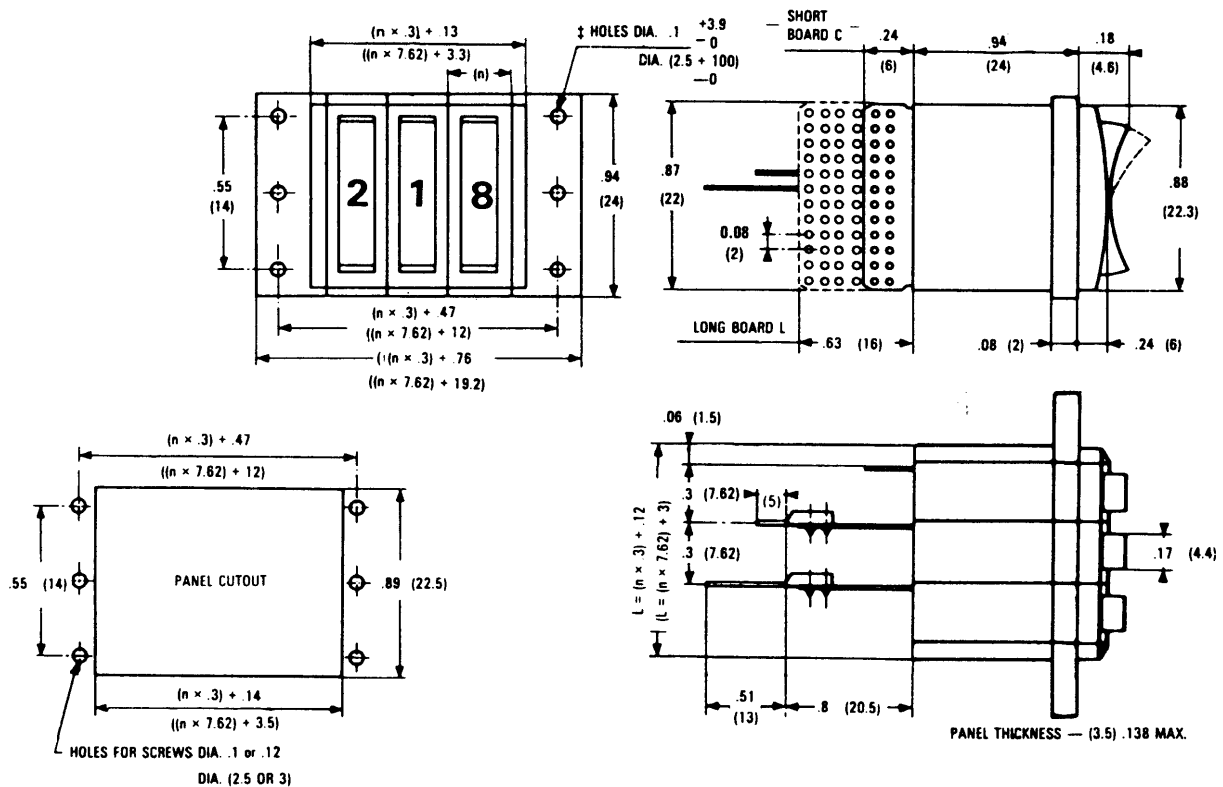 (n × .3) + .13
((n × 7.62) + 3.3)
(n)
‡ HOLES DIA. .1 +3.9
– 0
DIA. (2.5 + 100)
—0
.55
(14)
2 1 8
.94
(24)
(n × .3) + .47
((n × 7.62) + 12)
((n × .3) + .76
((n × 7.62) + 19.2)
SHORT
BOARD C
.24
(6)
.94
(24)
.18
(4.6)
.87
(22)
0.08
(2)
.88
(22.3)
LONG BOARD L
.63 (16)
.08 (2)
.24 (6)
(n × .3) + .47
((n × 7.62) + 12)
.55 (14)
PANEL CUTOUT
.89 (22.5)
(n × .3) + .14
((n × 7.62) + 3.5)
HOLES FOR SCREWS DIA. .1 or .12
DIA. (2.5 OR 3)
.06 (1.5)
.3 (7.62)
(5)
.3 (7.62)
L = (n × 3) + .12
(L = (n × 7.62) + 3)
.17 (4.4)
.51
(13)
.8 (20.5)
PANEL THICKNESS — (3.5) .138 MAX.